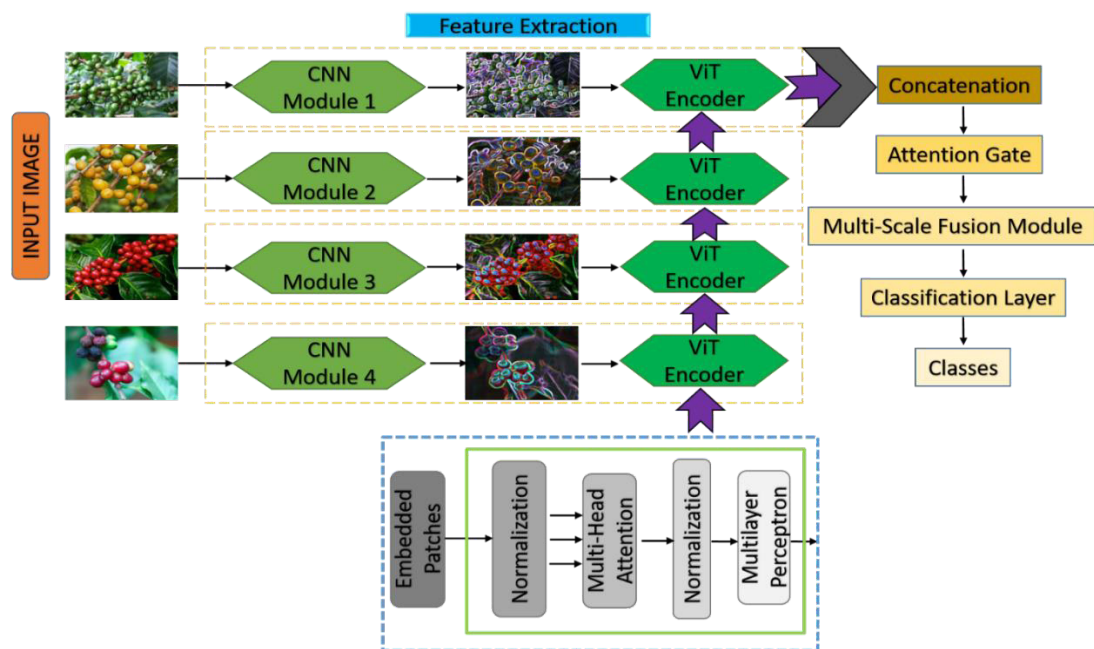 Feature Extraction
INPUT IMAGE
CNN
Module 1
ViT
Encoder
CNN
Module 2
ViT
Encoder
CNN
Module 3
ViT
Encoder
CNN
Module 4
ViT
Encoder
Concatenation
Attention Gate
Multi-Scale Fusion Module
Classification Layer
Classes
Embedded
Patches
Normalization
Multi-Head
Attention
Normalization
Multilayer
Perceptron